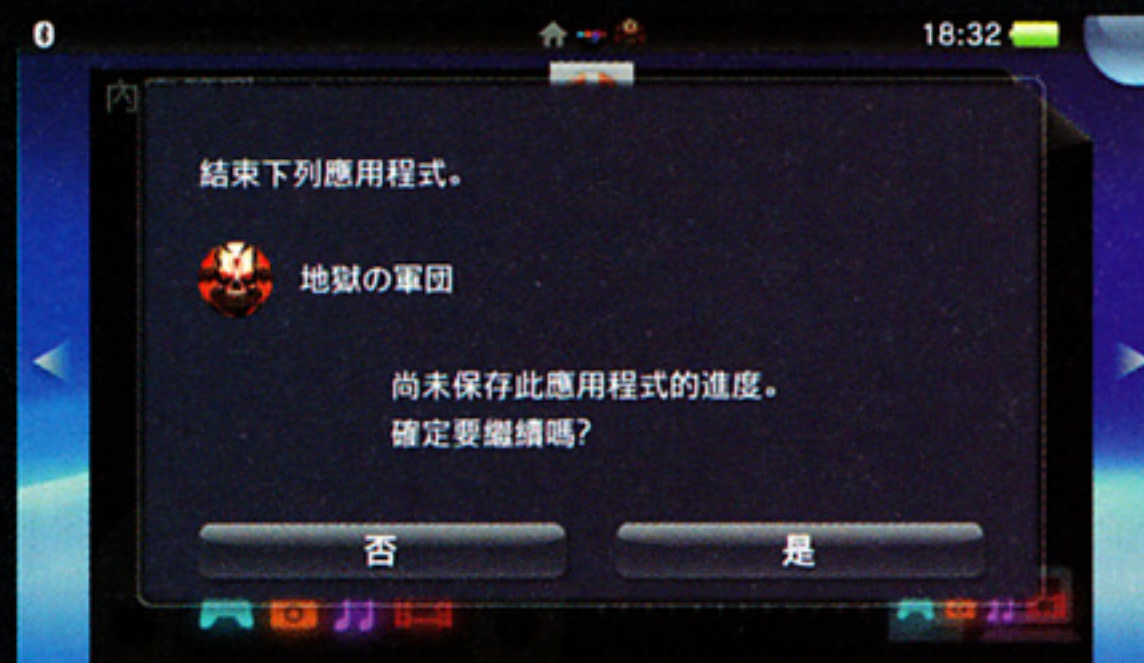 18:32
內
結束下列應用程式。
地獄の軍団
尚未保存此應用程式的進度。
確定要繼續嗎?
否
是